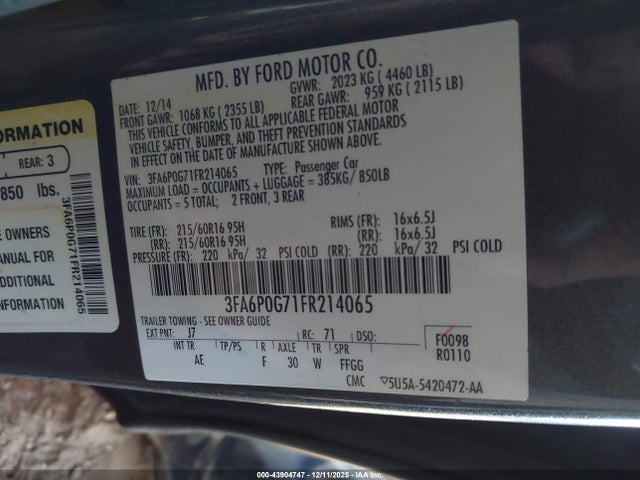 ORMATION
REAR: 3
850 lbs.
E OWNERS
ANUAL FOR
DDITIONAL
FORMATION
3FA6P0G71FR214065
MFD. BY FORD MOTOR CO.
DATE: 12/14 GVWR: 2023 KG ( 4460 LB)
FRONT GAWR: 1068 KG ( 2355 LB) REAR GAWR: 959 KG ( 2115 LB)
THIS VEHICLE CONFORMS TO ALL APPLICABLE FEDERAL MOTOR
VEHICLE SAFETY, BUMPER, AND THEFT PREVENTION STANDARDS
IN EFFECT ON THE DATE OF MANUFACTURE SHOWN ABOVE.
VIN: 3FA6P0G71FR214065 TYPE: Passenger Car
MAXIMUM LOAD = OCCUPANTS + LUGGAGE = 385KG/ 850LB
OCCUPANTS = 5 TOTAL; 2 FRONT, 3 REAR
TIRE (FR): 215/60R16 95H RIMS (FR): 16x6.5J
(RR): 215/60R16 95H (RR): 16x6.5J
PRESSURE (FR): 220 kPa/ 32 PSI COLD (RR): 220 kPa/ 32 PSI COLD
3FA6P0G71FR214065
TRAILER TOWING - SEE OWNER GUIDE
EXT PNT: J7 RC: 71 DSO: F0098
INT TR TP/PS R AXLE TR SPR R0110
AE F 30 W FFGG
CMC ▽5U5A-5420472-AA
000-43904747 - 12/11/2025 - IAA Inc.